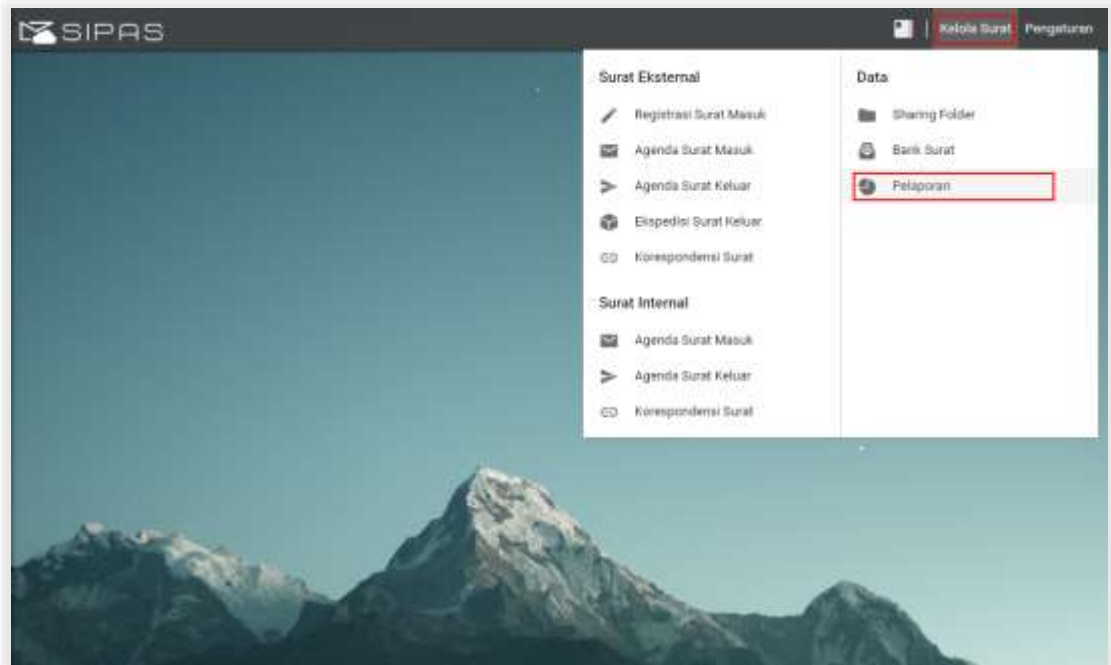 SIPAS
Kelola Surat Pengaturan
Surat Eksternal
Registrasi Surat Masuk
Agenda Surat Masuk
Agenda Surat Keluar
Ekspedisi Surat Keluar
Korespondensi Surat
Surat Internal
Agenda Surat Masuk
Agenda Surat Keluar
Korespondensi Surat
Data
Sharing Folder
Bank Surat
Pelaporan